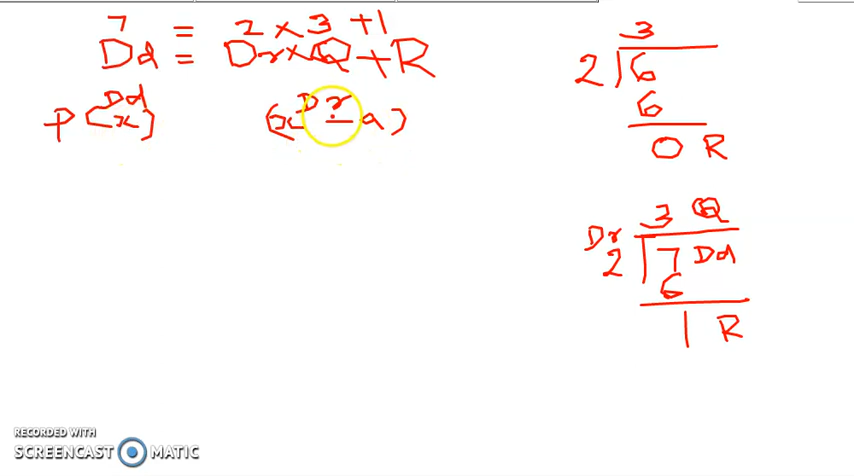 7 = 2 × 3 + 1
Dd = Dr × Q + R
Dd Dr
P(x) (x - a)
3
2 6
6
0 R
3 Q
Dr
2 7 Dd
6
1 R
RECORDED WITH
SCREENCAST MATIC